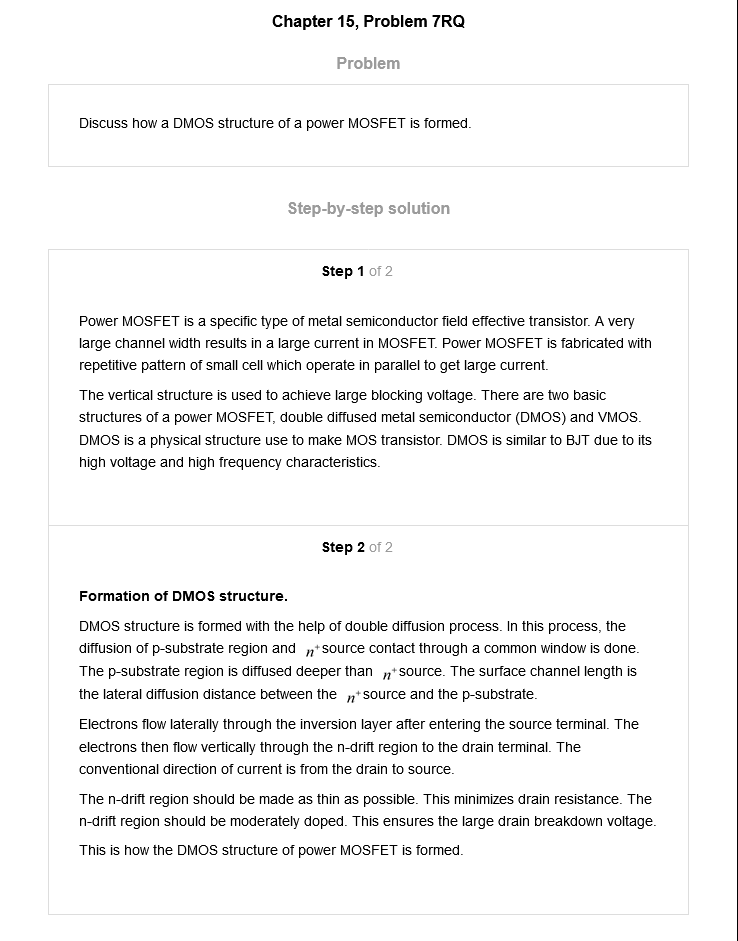 Chapter 15, Problem 7RQ
Problem
Discuss how a DMOS structure of a power MOSFET is formed.
Step-by-step solution
Step 1 of 2
Power MOSFET is a specific type of metal semiconductor field effective transistor. A very
large channel width results in a large current in MOSFET. Power MOSFET is fabricated with
repetitive pattern of small cell which operate in parallel to get large current.
The vertical structure is used to achieve large blocking voltage. There are two basic
structures of a power MOSFET, double diffused metal semiconductor (DMOS) and VMOS.
DMOS is a physical structure use to make MOS transistor. DMOS is similar to BJT due to its
high voltage and high frequency characteristics.
Step 2 of 2
Formation of DMOS structure.
DMOS structure is formed with the help of double diffusion process. In this process, the
diffusion of p-substrate region and n⁺ source contact through a common window is done.
The p-substrate region is diffused deeper than n⁺ source. The surface channel length is
the lateral diffusion distance between the n⁺ source and the p-substrate.
Electrons flow laterally through the inversion layer after entering the source terminal. The
electrons then flow vertically through the n-drift region to the drain terminal. The
conventional direction of current is from the drain to source.
The n-drift region should be made as thin as possible. This minimizes drain resistance. The
n-drift region should be moderately doped. This ensures the large drain breakdown voltage.
This is how the DMOS structure of power MOSFET is formed.